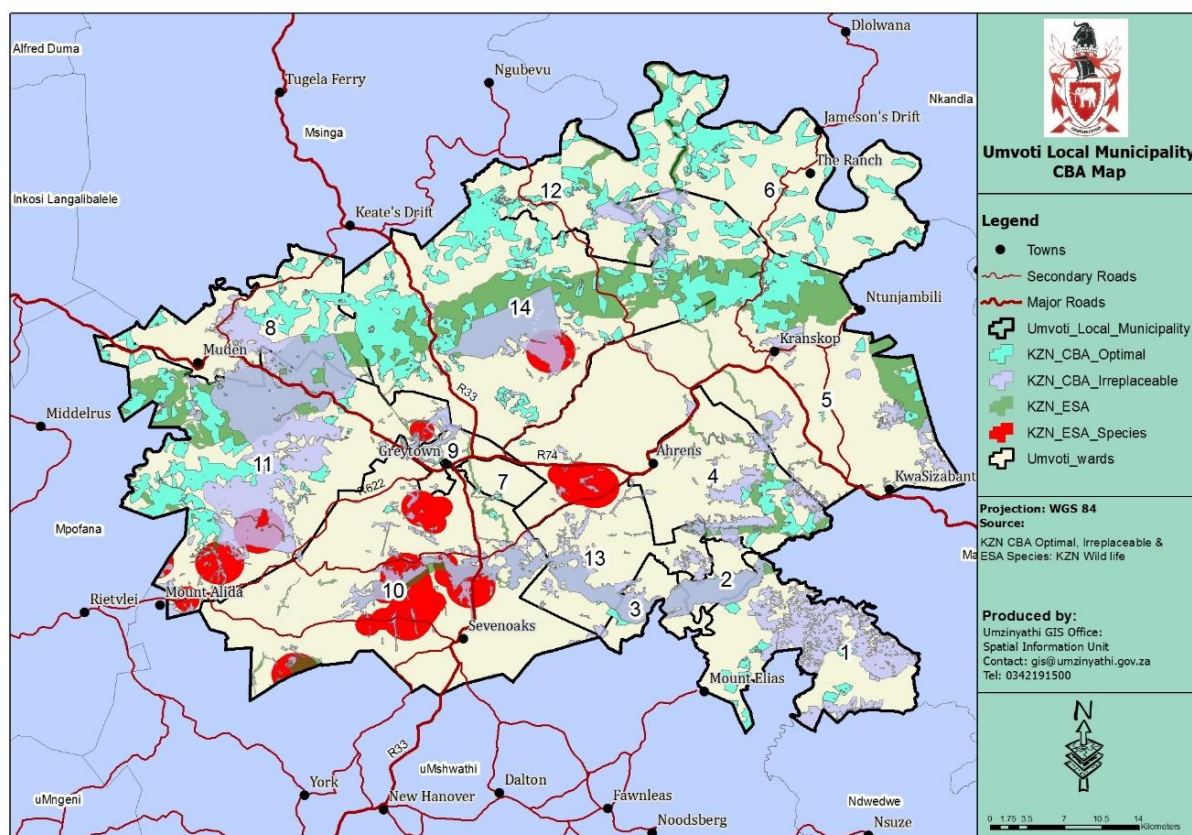 Alfred Duma
Dlolwana
Ngubevu
Tugela Ferry
Nkandla
Msinga
Jameson's Drift
The Ranch
12
6
Inkosi Langalibalele
Keate's Drift
Ntunjambili
14
8
Kranskop
Muden
R33
5
Middelrus
Greytown
9
R74
Ahrens
11
7
4
R622
KwaSizabant
Mpofana
13
Ma
10
2
3
Rietvlei
Mount Alida
Sevenoaks
1
Mount Elias
R33
uMshwathi
York
Dalton
uMngeni
New Hanover
Fawnleas
Ndwedwe
Noodsberg
Nsuze
Umvoti Local Municipality
CBA Map
Legend
Towns
Secondary Roads
Major Roads
Umvoti_Local_Municipality
KZN_CBA_Optimal
KZN_CBA_Irreplaceable
KZN_ESA
KZN_ESA_Species
Umvoti_wards
Projection: WGS 84
Source:
KZN CBA Optimal, Irreplaceable &
ESA Species: KZN Wild life
Produced by:
Umzinyathi GIS Office:
Spatial Information Unit
Contact: gis@umzinyathi.gov.za
Tel: 0342191500
N
0 1.75 3.5 7 10.5 14
Kilometers